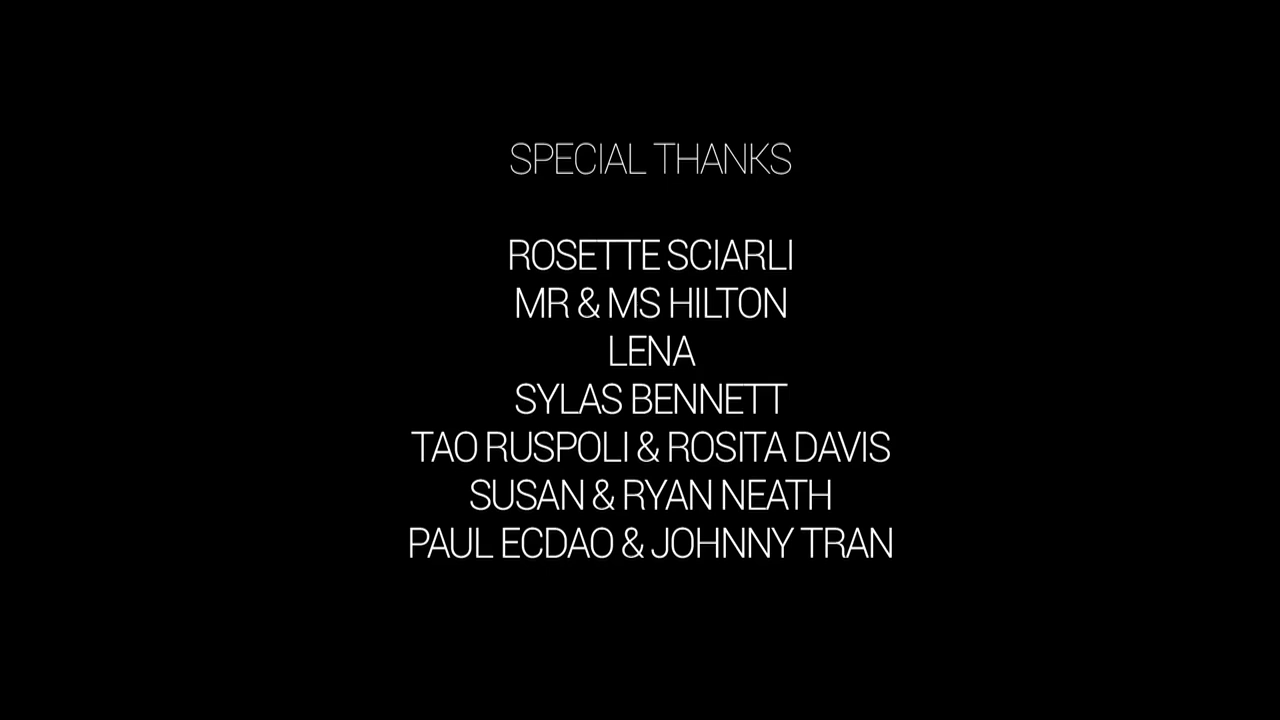 SPECIAL THANKS
ROSETTE SCIARLI
MR & MS HILTON
LENA
SYLAS BENNETT
TAO RUSPOLI & ROSITA DAVIS
SUSAN & RYAN NEATH
PAUL ECDAO & JOHNNY TRAN